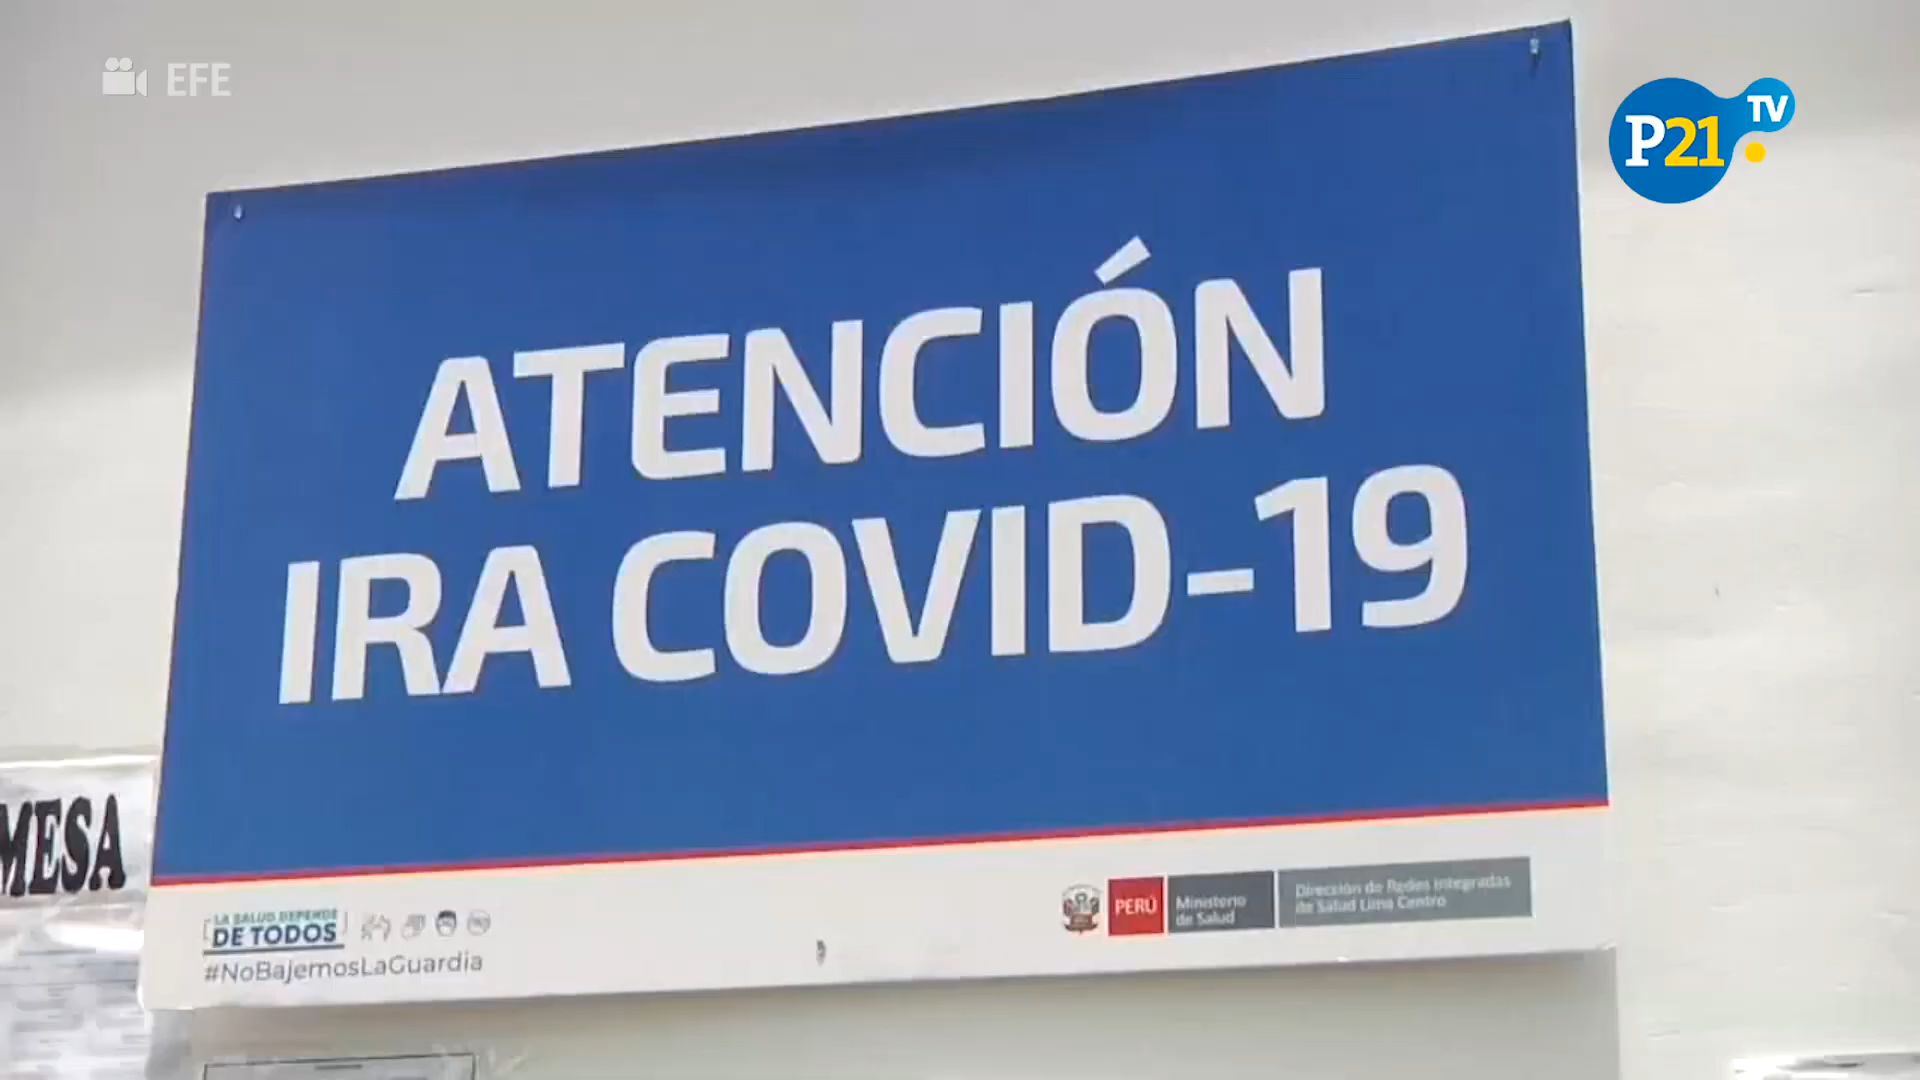 EFE
P21 TV
ATENCIÓN
IRA COVID-19
MESA
LA SALUD DEPENDE
DE TODOS
#NoBajemosLaGuardia
PERÚ
Ministerio
de Salud
Dirección de Redes Integradas
de Salud Lima Centro